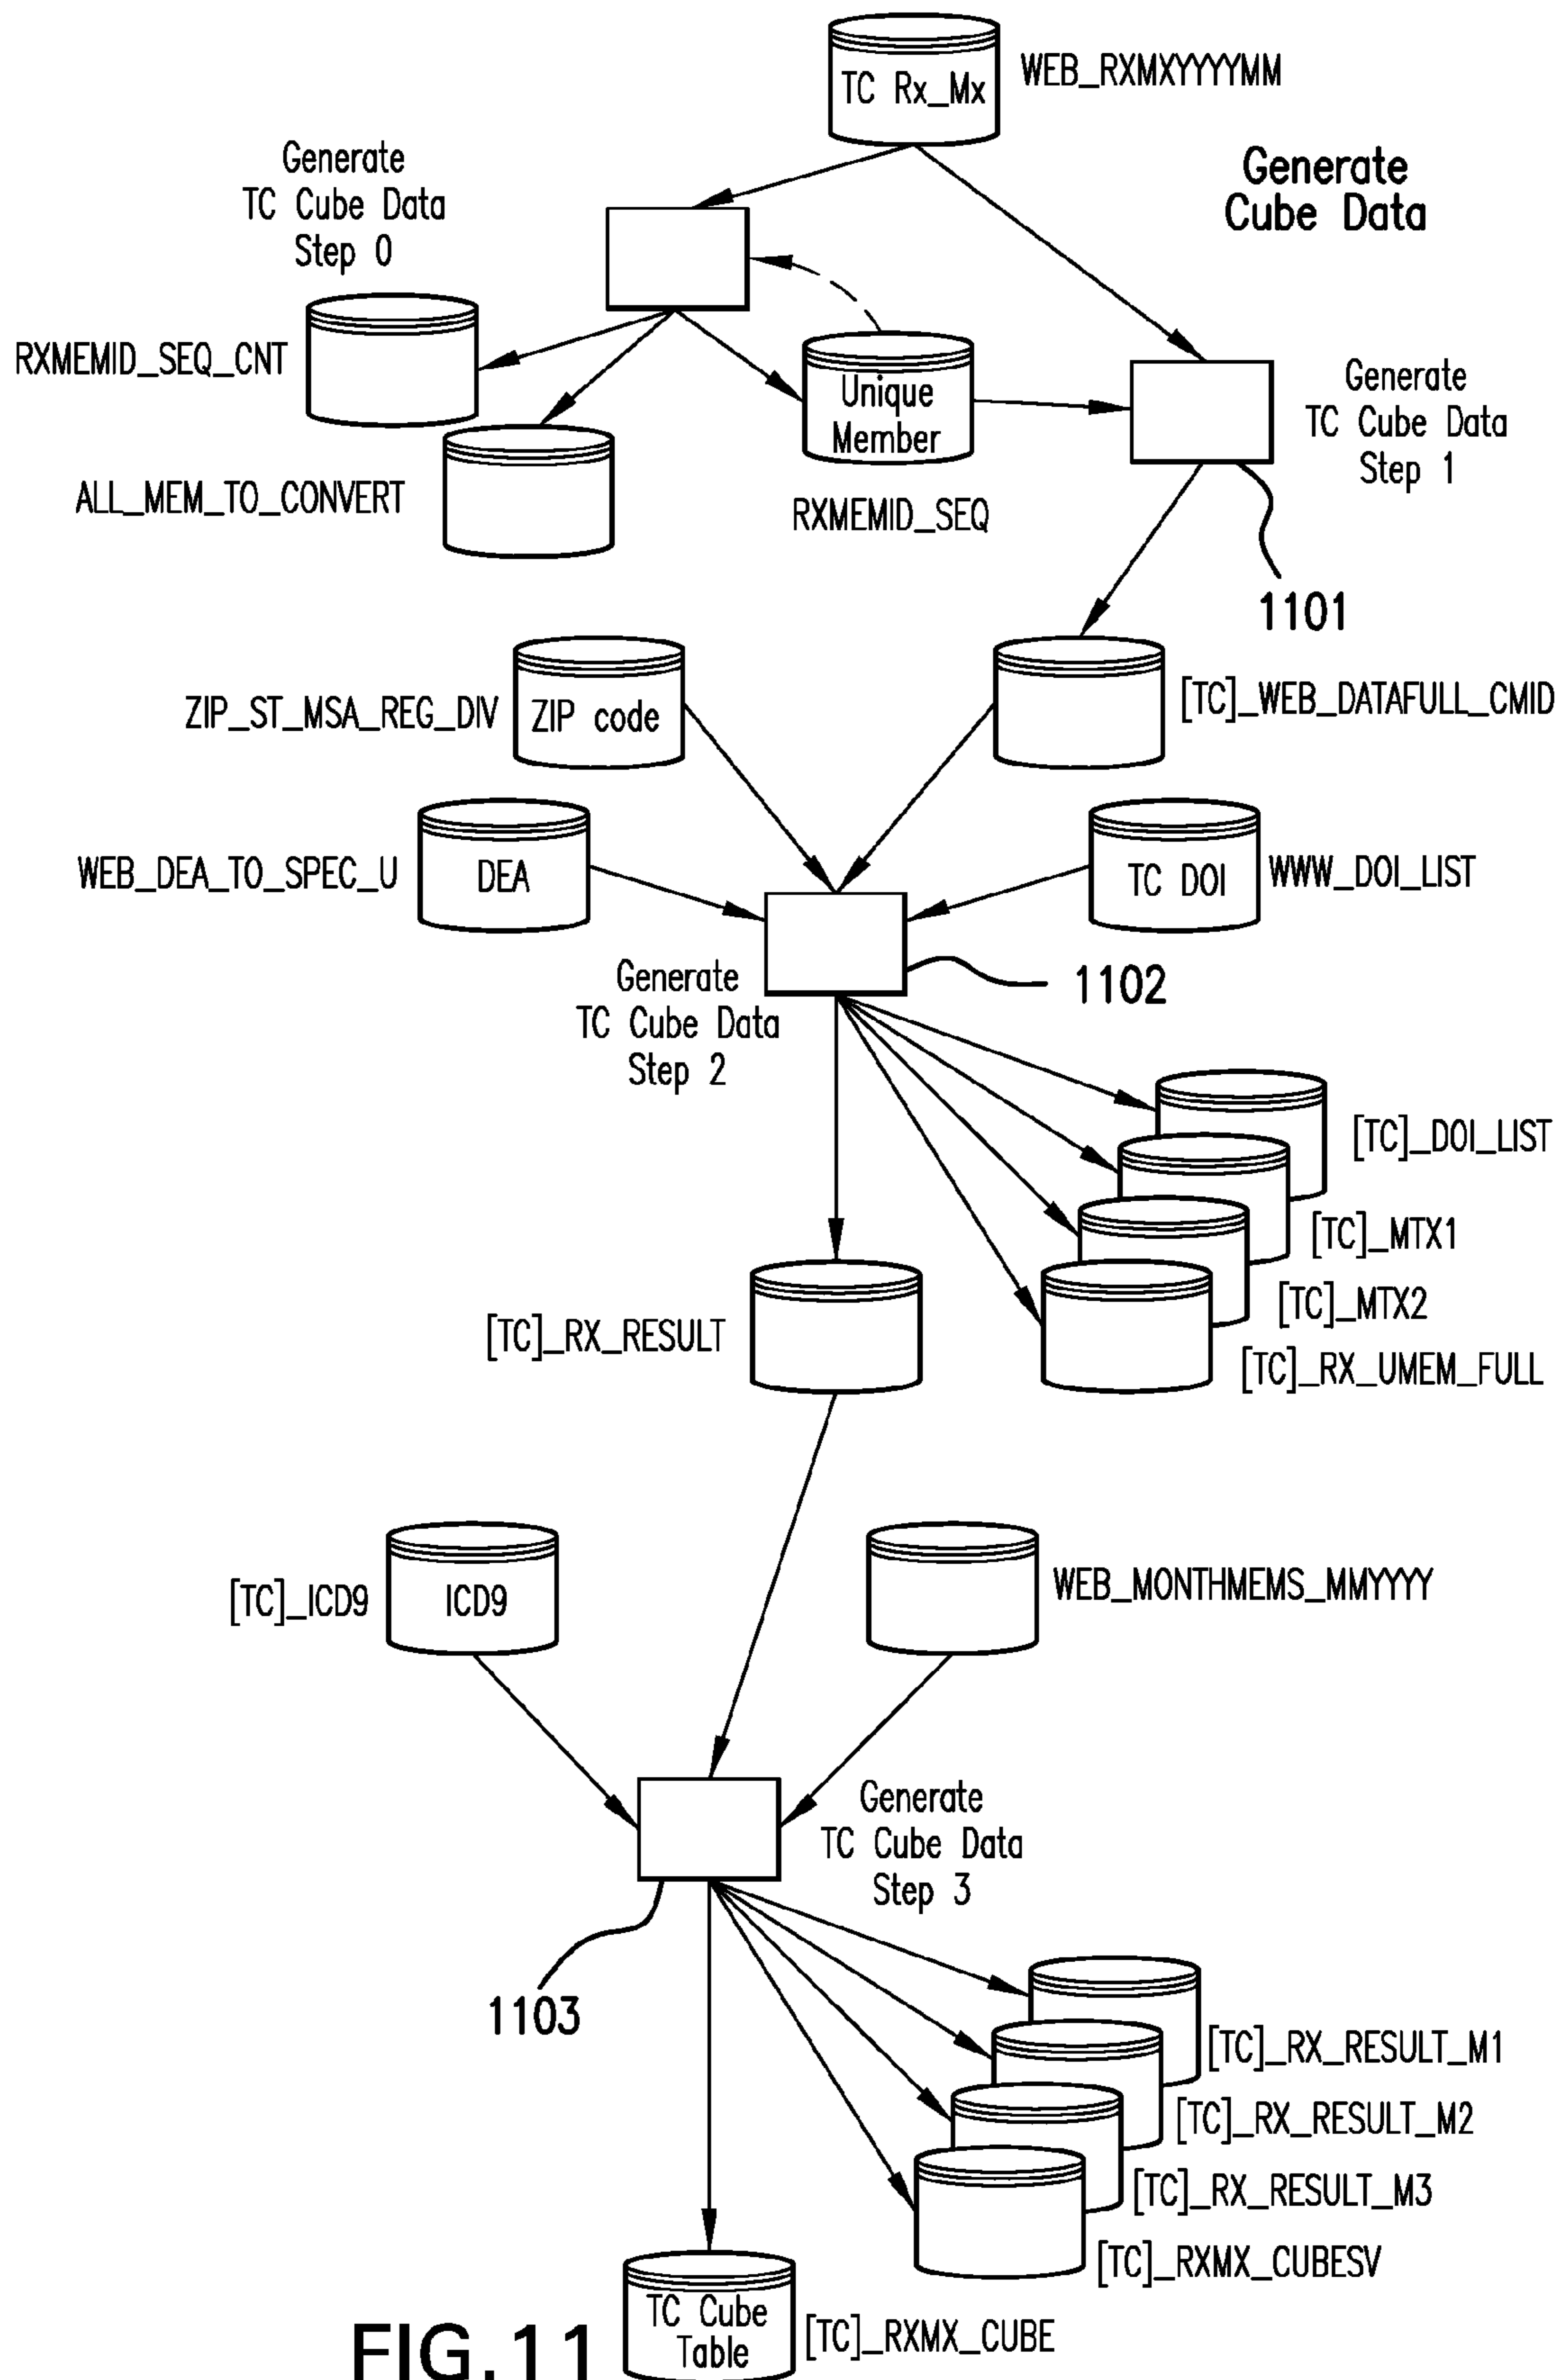 TC Rx_Mx
WEB_RXMXYYYYMM
Generate
TC Cube Data
Step 0
Generate
Cube Data
RXMEMID_SEQ_CNT
Unique
Member
Generate
TC Cube Data
Step 1
ALL_MEM_TO_CONVERT
RXMEMID_SEQ
1101
ZIP_ST_MSA_REG_DIV
ZIP code
[TC]_WEB_DATAFULL_CMID
WEB_DEA_TO_SPEC_U
DEA
TC DOI
WWW_DOI_LIST
Generate
TC Cube Data
Step 2
1102
[TC]_DOI_LIST
[TC]_MTX1
[TC]_MTX2
[TC]_RX_RESULT
[TC]_RX_UMEM_FULL
[TC]_ICD9
ICD9
WEB_MONTHMEMS_MMYYYY
Generate
TC Cube Data
Step 3
1103
[TC]_RX_RESULT_M1
[TC]_RX_RESULT_M2
[TC]_RX_RESULT_M3
[TC]_RXMX_CUBESV
TC Cube
Table
[TC]_RXMX_CUBE
FIG.11